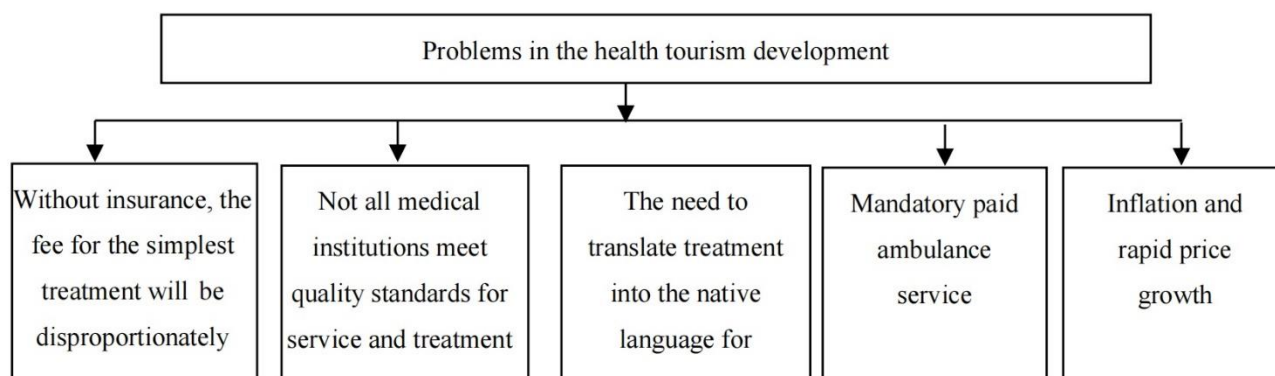 Problems in the health tourism development
Without insurance, the
fee for the simplest
treatment will be
disproportionately
Not all medical
institutions meet
quality standards for
service and treatment
The need to
translate treatment
into the native
language for
Mandatory paid
ambulance
service
Inflation and
rapid price
growth